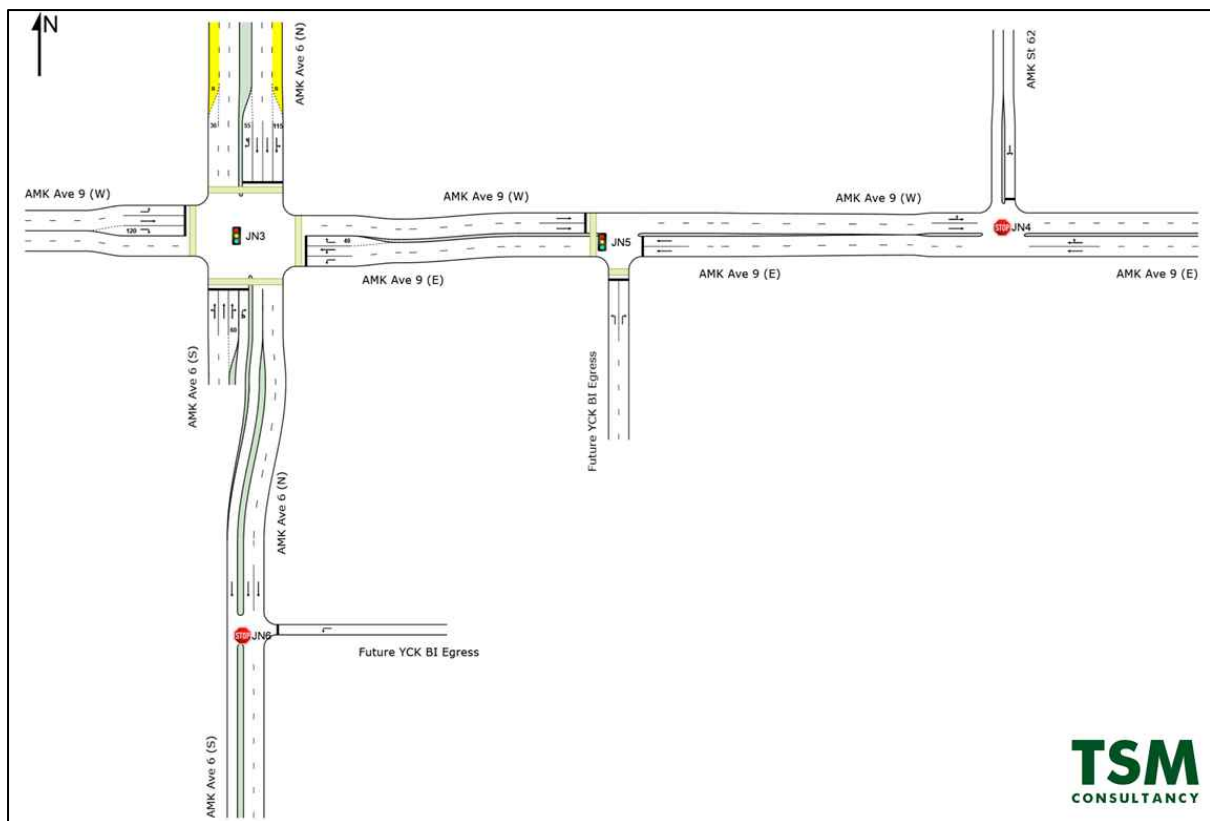 N
AMK Ave 6 (N)
AMK St 62
30
55
115
AMK Ave 9 (W)
AMK Ave 9 (W)
AMK Ave 9 (W)
120
JN3
40
JN5
STOP
JN4
AMK Ave 9 (E)
AMK Ave 9 (E)
AMK Ave 9 (E)
60
AMK Ave 6 (S)
Future YCK BI Egress
AMK Ave 6 (N)
STOP
JN6
Future YCK BI Egress
AMK Ave 6 (S)
TSM
CONSULTANCY